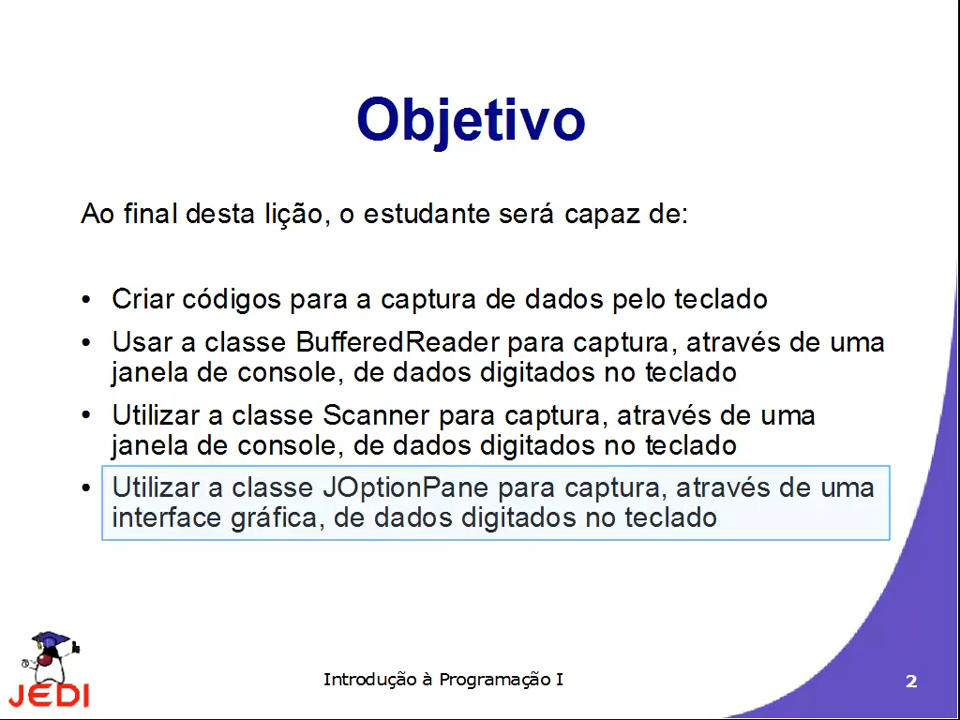 Objetivo
Ao final desta lição, o estudante será capaz de:
• Criar códigos para a captura de dados pelo teclado
• Usar a classe BufferedReader para captura, através de uma
janela de console, de dados digitados no teclado
• Utilizar a classe Scanner para captura, através de uma
janela de console, de dados digitados no teclado
• Utilizar a classe JOptionPane para captura, através de uma
interface gráfica, de dados digitados no teclado
JEDI
Introdução à Programação I
2